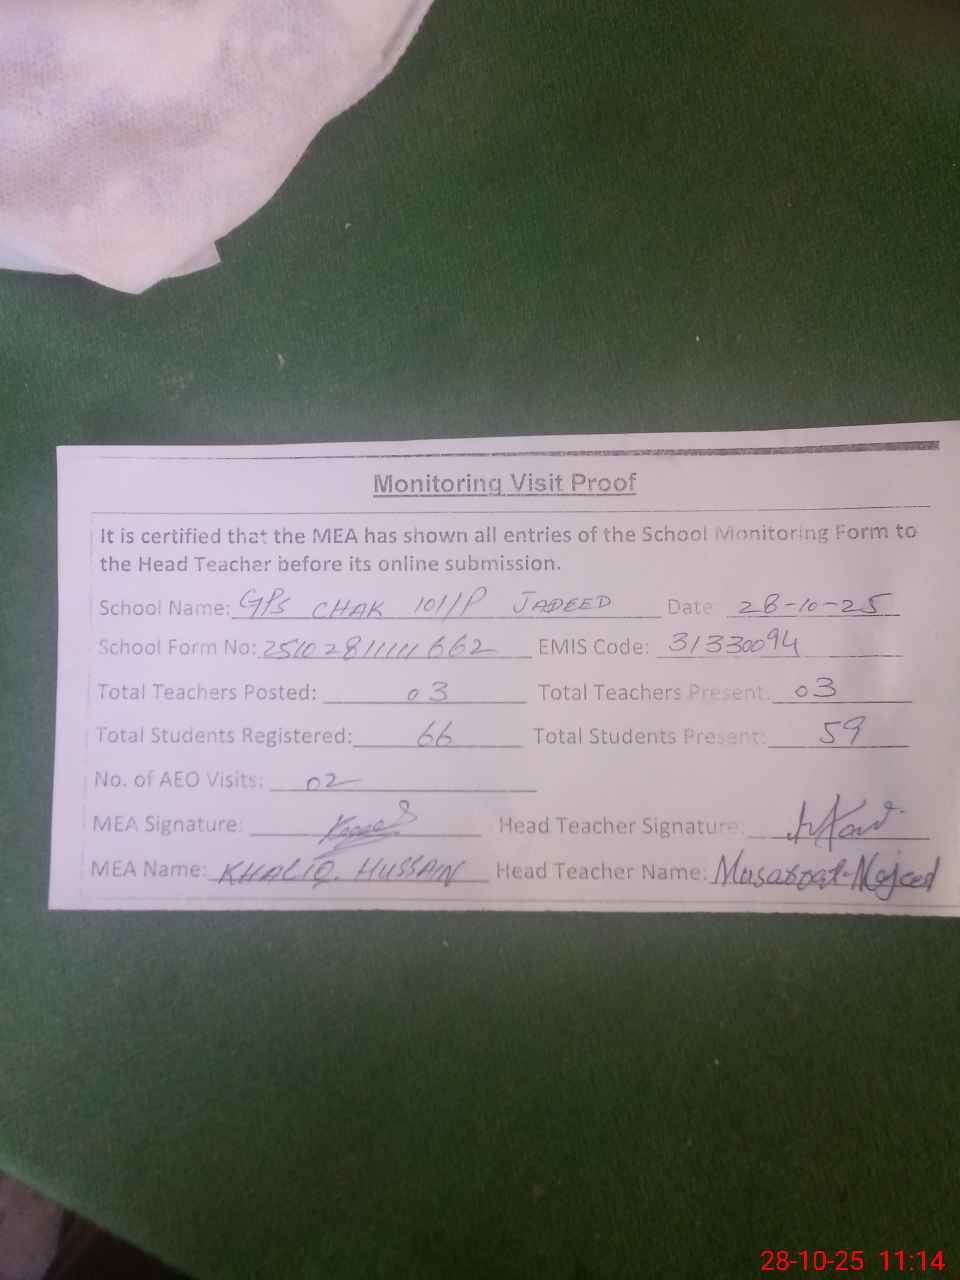 Monitoring Visit Proof
It is certified that the MEA has shown all entries of the School Monitoring Form to
the Head Teacher before its online submission.
School Name: GPS CHAK 101/P JADEED Date 28-10-25
School Form No: 2510281111662 EMIS Code: 31330094
Total Teachers Posted: 03 Total Teachers Present: 03
Total Students Registered: 66 Total Students Present: 59
No. of AEO Visits: 02
MEA Signature: Head Teacher Signature:
MEA Name: KHALIQ. HUSSAIN Head Teacher Name: Musarrat Majeed
28-10-25 11:14